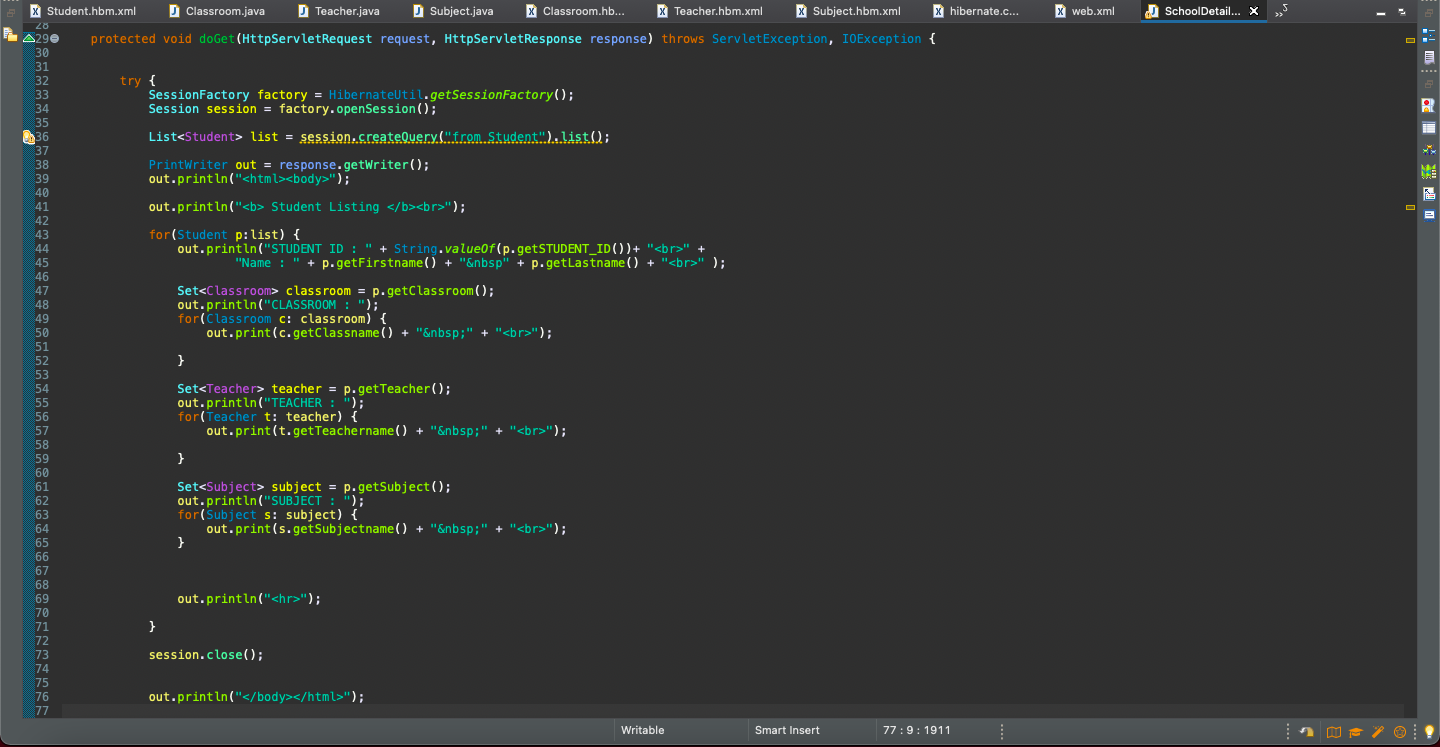 Student.hbm.xml Classroom.java Teacher.java Subject.java Classroom.hb... Teacher.hbm.xml Subject.hbm.xml hibernate.c... web.xml SchoolDetail... »2
28
29 protected void doGet(HttpServletRequest request, HttpServletResponse response) throws ServletException, IOException {
30
31
32 try {
33 SessionFactory factory = HibernateUtil.getSessionFactory();
34 Session session = factory.openSession();
35
36 List<Student> list = session.createQuery("from Student").list();
37
38 PrintWriter out = response.getWriter();
39 out.println("<html><body>");
40
41 out.println("<b> Student Listing </b><br>");
42
43 for(Student p:list) {
44 out.println("STUDENT ID : " + String.valueOf(p.getSTUDENT_ID())+ "<br>" +
45 "Name : " + p.getFirstname() + "&nbsp" + p.getLastname() + "<br>" );
46
47 Set<Classroom> classroom = p.getClassroom();
48 out.println("CLASSROOM : ");
49 for(Classroom c: classroom) {
50 out.print(c.getClassname() + "&nbsp;" + "<br>");
51
52 }
53
54 Set<Teacher> teacher = p.getTeacher();
55 out.println("TEACHER : ");
56 for(Teacher t: teacher) {
57 out.print(t.getTeachername() + "&nbsp;" + "<br>");
58
59 }
60
61 Set<Subject> subject = p.getSubject();
62 out.println("SUBJECT : ");
63 for(Subject s: subject) {
64 out.print(s.getSubjectname() + "&nbsp;" + "<br>");
65 }
66
67
68
69 out.println("<hr>");
70
71 }
72
73 session.close();
74
75
76 out.println("</body></html>");
77
Writable Smart Insert 77 : 9 : 1911